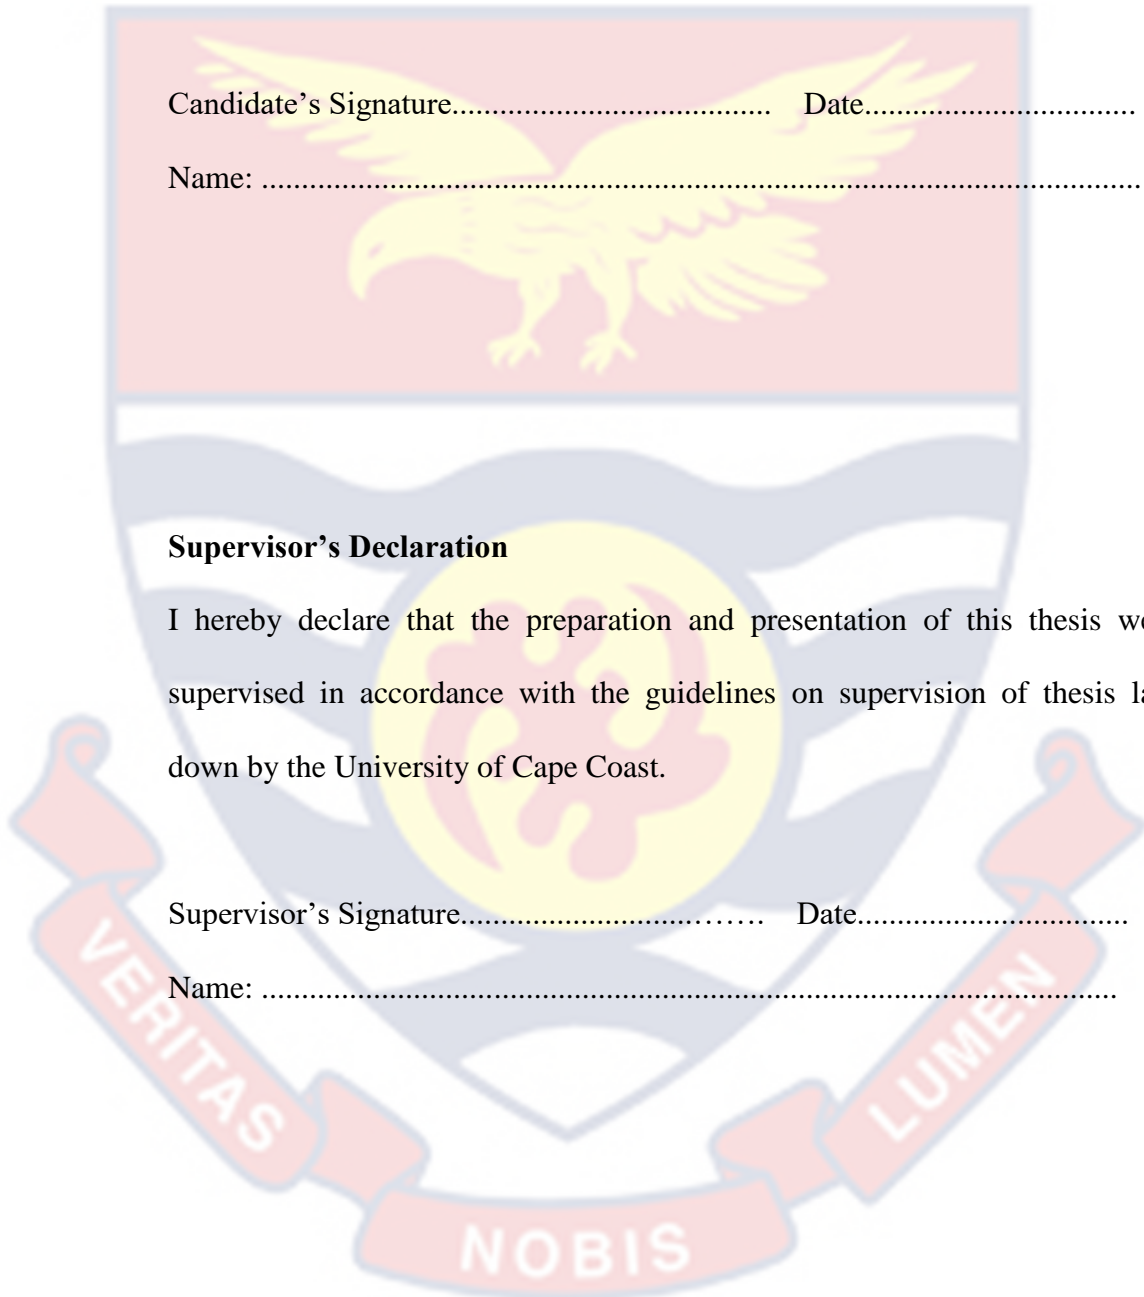 Candidate’s Signature........................................ Date..................................
Name: ..............................................................................................................
Supervisor’s Declaration
I hereby declare that the preparation and presentation of this thesis we
supervised in accordance with the guidelines on supervision of thesis la
down by the University of Cape Coast.
Supervisor’s Signature.............................……. Date..................................
Name: ...........................................................................................................
VERITAS
NOBIS
LUMEN